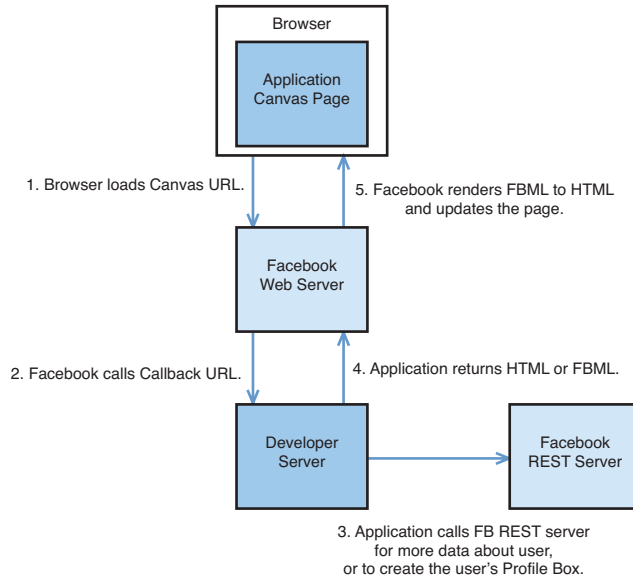 Browser
Application
Canvas Page
1. Browser loads Canvas URL.
5. Facebook renders FBML to HTML
and updates the page.
Facebook
Web Server
2. Facebook calls Callback URL.
4. Application returns HTML or FBML.
Developer
Server
Facebook
REST Server
3. Application calls FB REST server
for more data about user,
or to create the user's Profile Box.